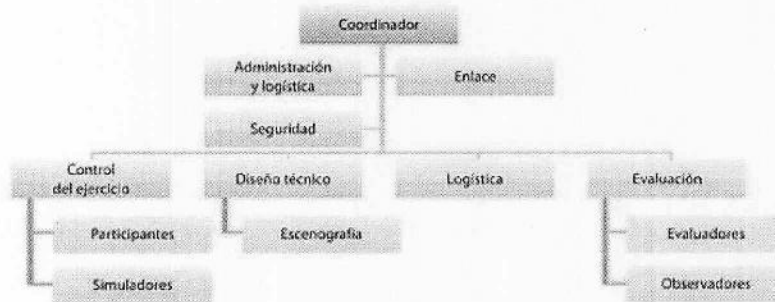 Coordinador
Administración
y logística
Enlace
Seguridad
Control
del ejercicio
Diseño técnico
Logística
Evaluación
Participantes
Escenografía
Evaluadores
Simuladores
Observadores